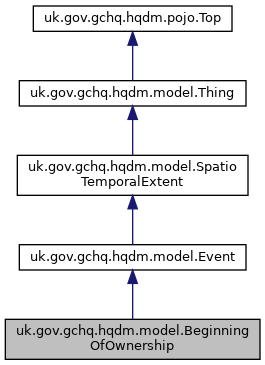 uk.gov.gchq.hqdm.pojo.Top
uk.gov.gchq.hqdm.model.Thing
uk.gov.gchq.hqdm.model.Spatio
TemporalExtent
uk.gov.gchq.hqdm.model.Event
uk.gov.gchq.hqdm.model.Beginning
OfOwnership